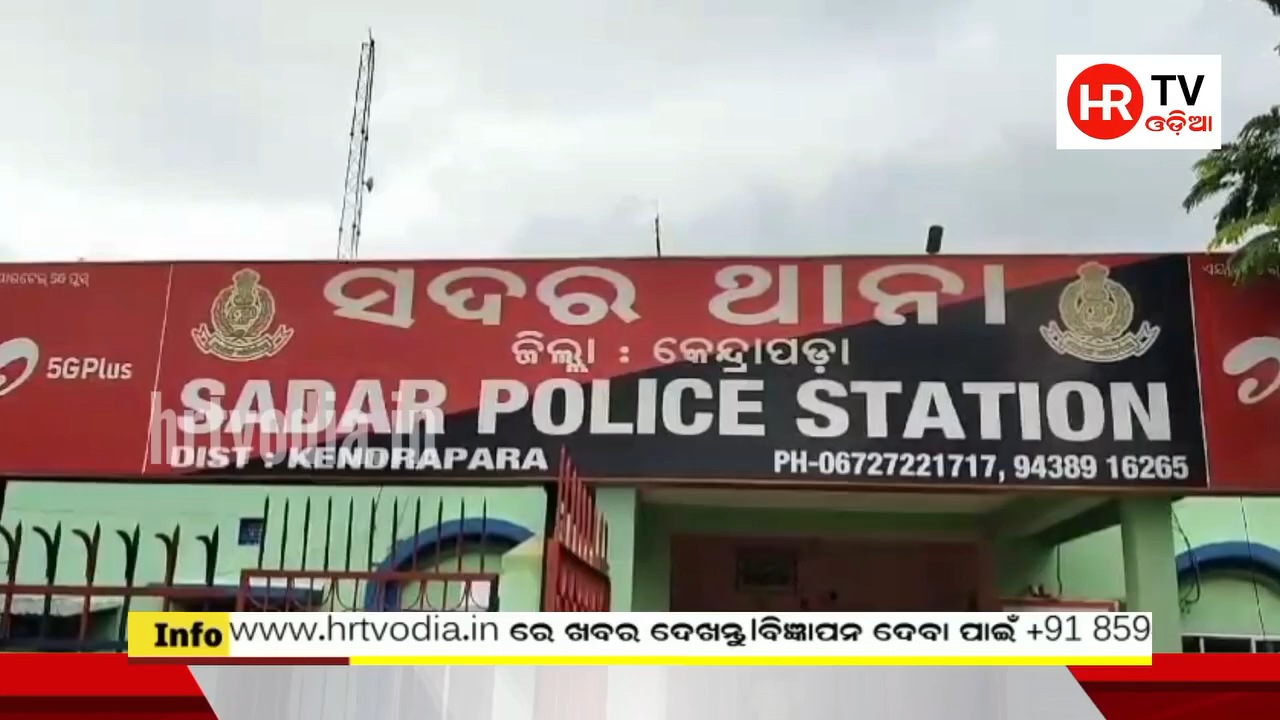 HR TV
ଓଡ଼ିଆ
ସଦର ଥାନା
ଜିଲ୍ଲା : କେନ୍ଦ୍ରାପଡ଼ା
5GPlus
SADAR POLICE STATION
hrtvodia.in
DIST : KENDRAPARA
PH-06727221717, 94389 16265
Info www.hrtvodia.in ରେ ଖବର ଦେଖନ୍ତୁ।ବିଜ୍ଞାପନ ଦେବା ପାଇଁ +91 859